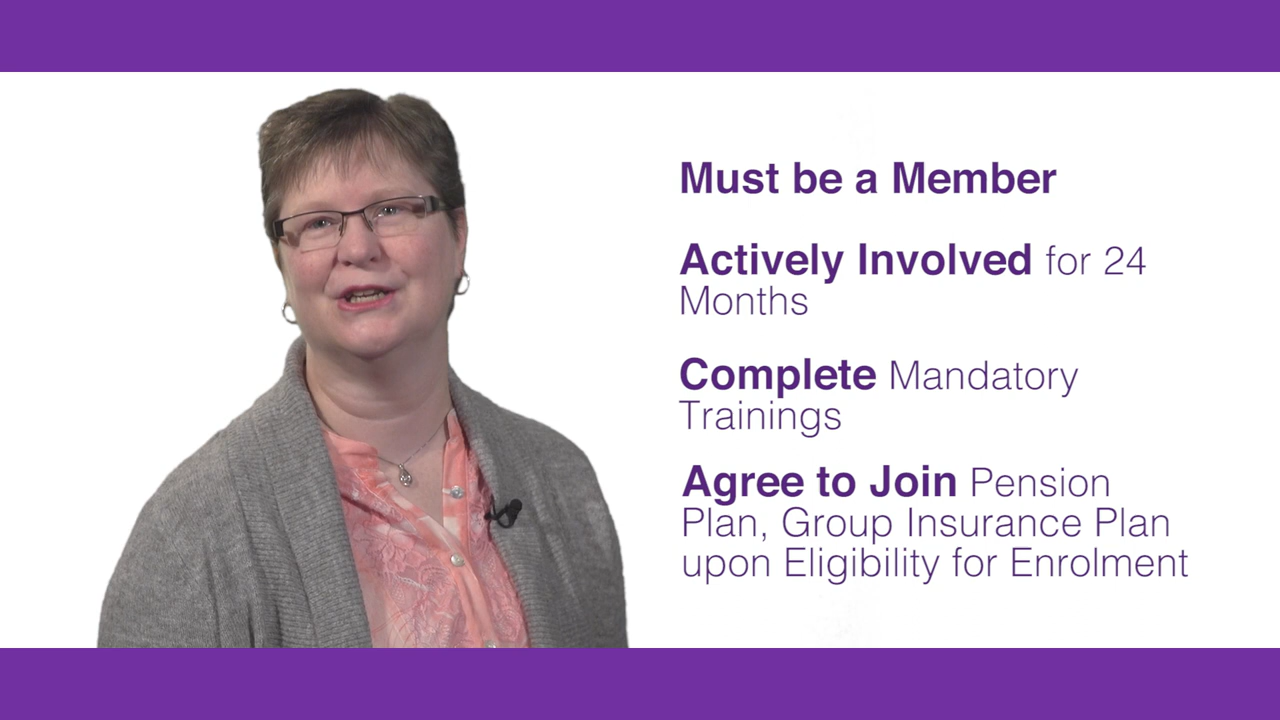 Must be a Member
Actively Involved for 24
Months
Complete Mandatory
Trainings
Agree to Join Pension
Plan, Group Insurance Plan
upon Eligibility for Enrolment